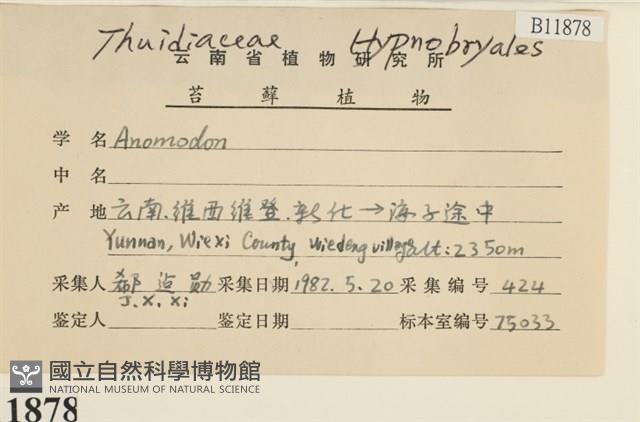 B11878
Thuidiaceae Hypnobryales
云南省植物研究所
苔藓植物
学 名 Anomodon
中 名
产 地 云南.维西维登.新化→海子途中
Yunnan, Wiexi County, Wiedeng village alt: 2350m
采集人 郗 勋 采集日期 1982.5.20 采集编号 424
J.X.Xi
鉴定人 鉴定日期 标本室编号 75033
國立自然科學博物館
NATIONAL MUSEUM OF NATURAL SCIENCE
1878